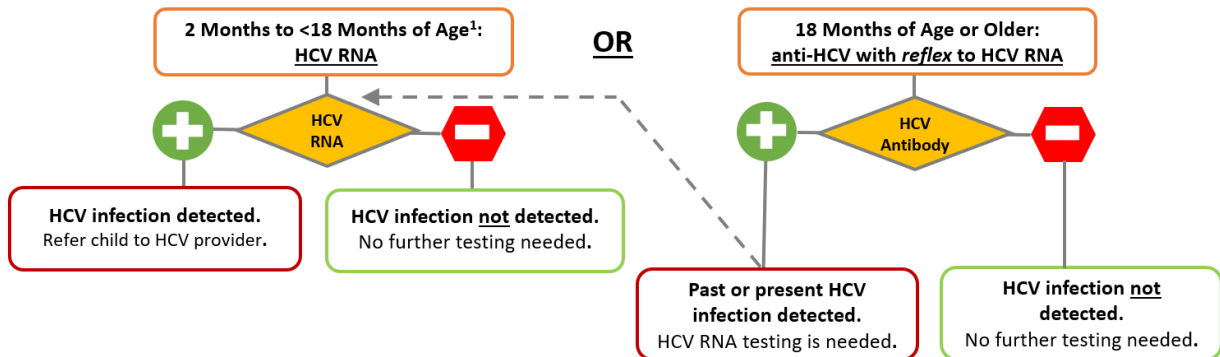 2 Months to <18 Months of Age¹:
HCV RNA
OR
18 Months of Age or Older:
anti-HCV with reflex to HCV RNA
HCV
RNA
HCV
Antibody
HCV infection detected.
Refer child to HCV provider.
HCV infection not detected.
No further testing needed.
Past or present HCV
infection detected.
HCV RNA testing is needed.
HCV infection not
detected.
No further testing needed.